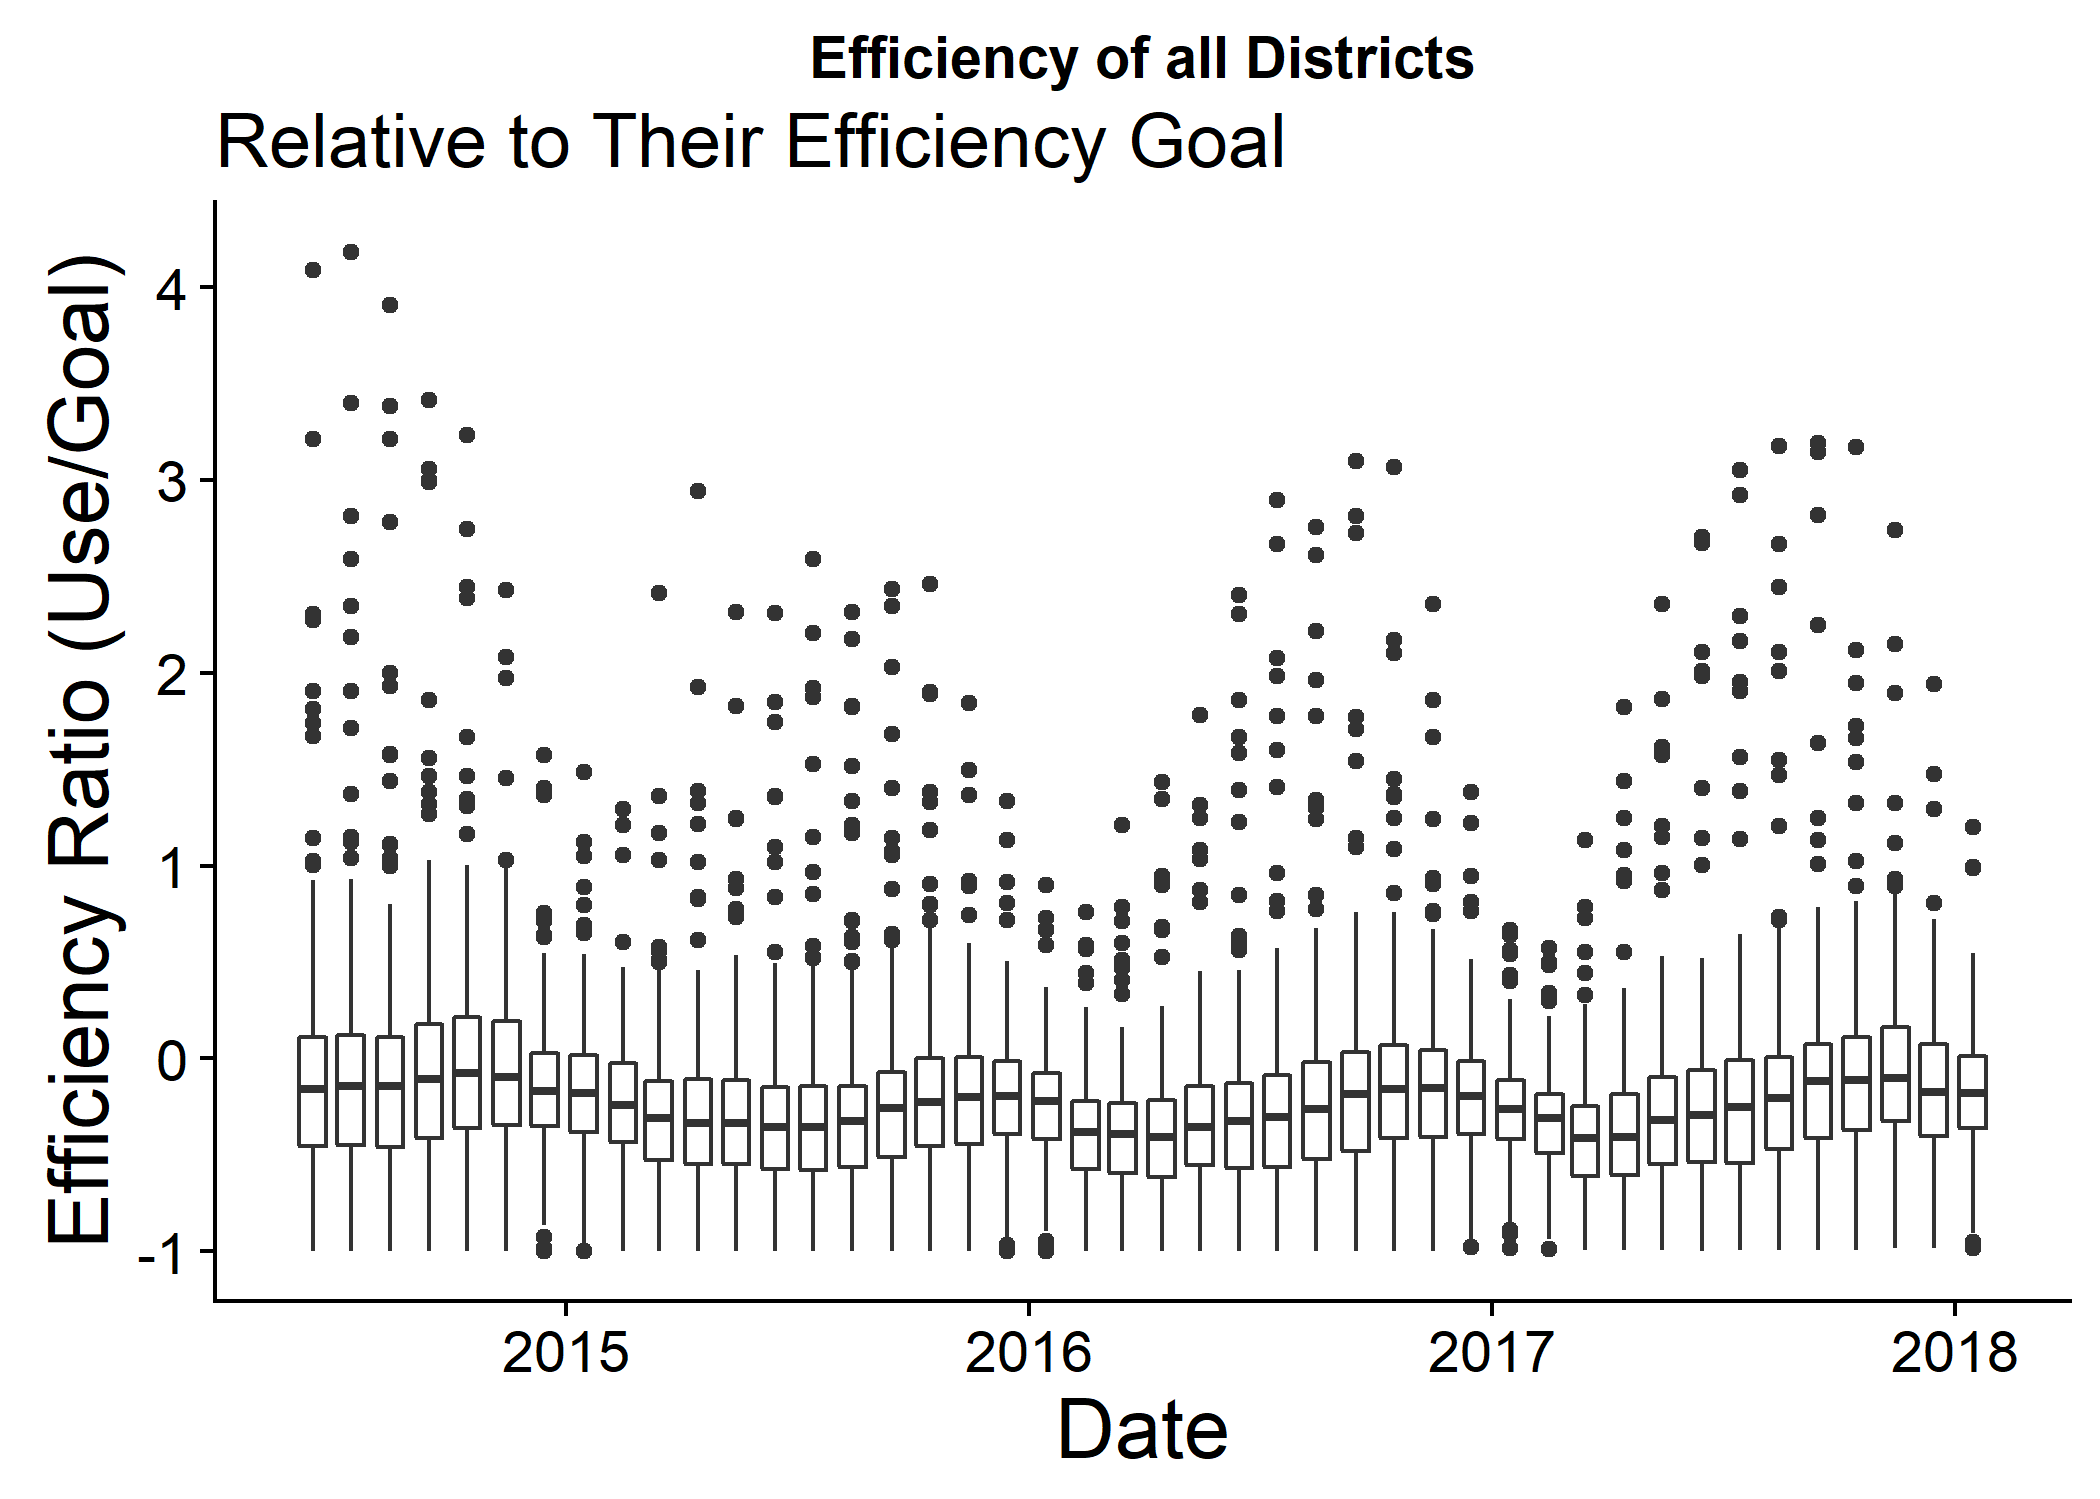 Efficiency of all Districts
Relative to Their Efficiency Goal
Efficiency Ratio (Use/Goal)
4
3
2
1
0
-1
2015
2016
2017
2018
Date